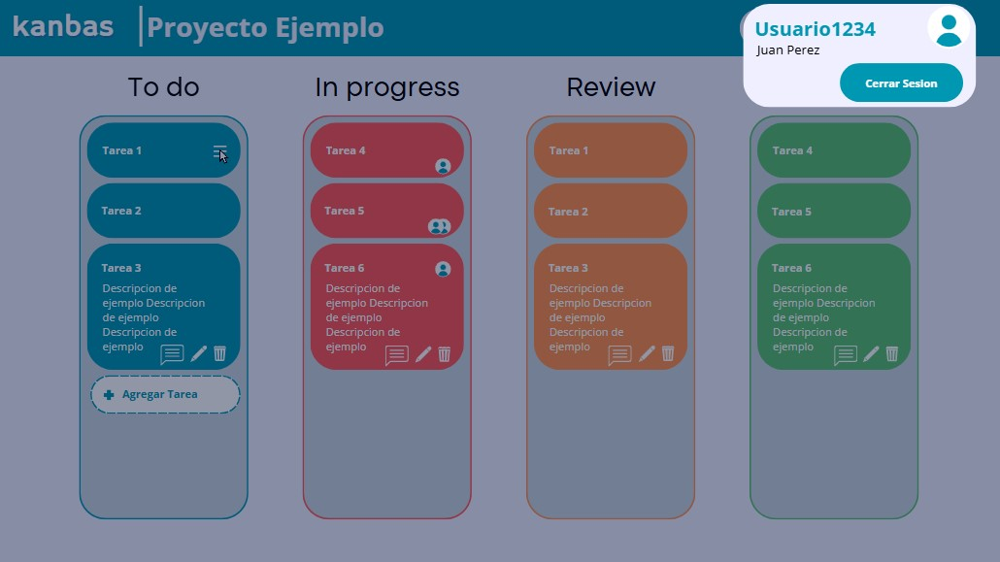 kanbas
Proyecto Ejemplo
Usuario1234
Juan Perez
Cerrar Sesion
To do
In progress
Review
Tarea 1
Tarea 2
Tarea 3
Descripcion de
ejemplo Descripcion
de ejemplo
Descripcion de
ejemplo
Agregar Tarea
Tarea 4
Tarea 5
Tarea 6
Descripcion de
ejemplo Descripcion
de ejemplo
Descripcion de
ejemplo
Tarea 1
Tarea 2
Tarea 3
Descripcion de
ejemplo Descripcion
de ejemplo
Descripcion de
ejemplo
Tarea 4
Tarea 5
Tarea 6
Descripcion de
ejemplo Descripcion
de ejemplo
Descripcion de
ejemplo